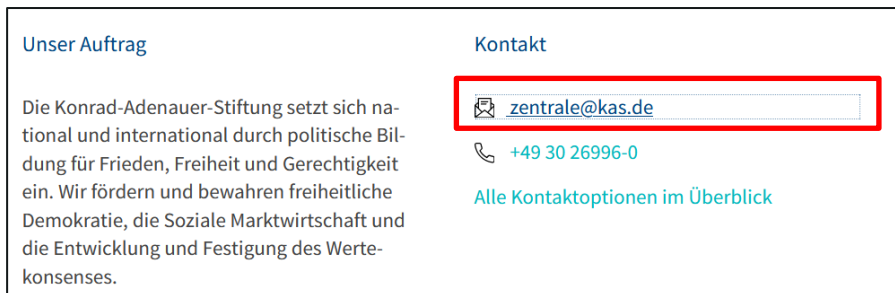 Unser Auftrag
Die Konrad-Adenauer-Stiftung setzt sich na-
tional und international durch politische Bil-
dung für Frieden, Freiheit und Gerechtigkeit
ein. Wir fördern und bewahren freiheitliche
Demokratie, die Soziale Marktwirtschaft und
die Entwicklung und Festigung des Werte-
konsenses.
Kontakt
zentrale@kas.de
+49 30 26996-0
Alle Kontaktoptionen im Überblick